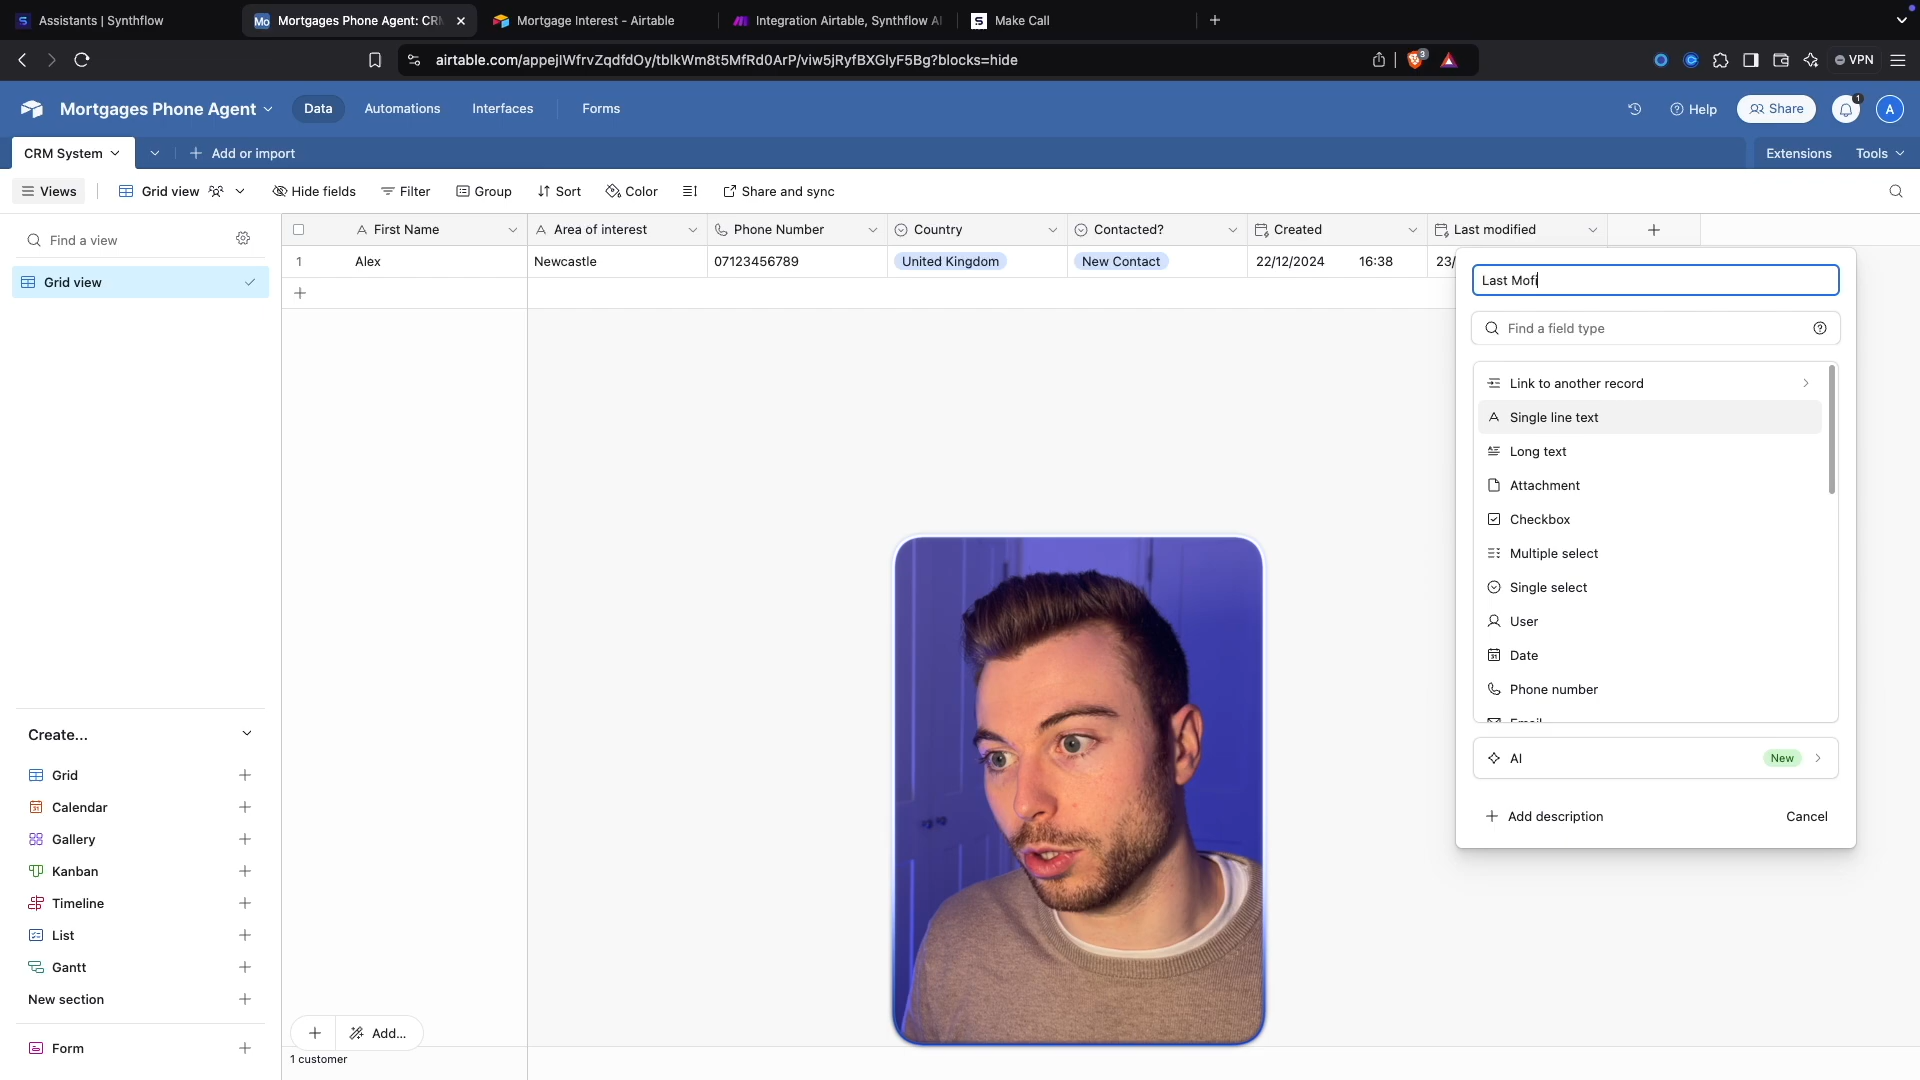 Assistants | Synthflow
Mortgages Phone Agent: CR
Mortgage Interest - Airtable
Integration Airtable, Synthflow AI
Make Call
airtable.com/appejIWfrvZqdfdOy/tblkWm8t5MfRd0ArP/viw5jRyfBXGlyF5Bg?blocks=hide
3
VPN
Mortgages Phone Agent
Data
Automations
Interfaces
Forms
Help
Share
1
A
CRM System
Add or import
Extensions
Tools
Views
Grid view
Hide fields
Filter
Group
Sort
Color
Share and sync
Find a view
Grid view
First Name
Area of interest
Phone Number
Country
Contacted?
Created
Last modified
1
Alex
Newcastle
07123456789
United Kingdom
New Contact
22/12/2024
16:38
23/
Last Mofi
Find a field type
Link to another record
Single line text
Long text
Attachment
Checkbox
Multiple select
Single select
User
Date
Phone number
Email
AI
New
Add description
Cancel
Create...
Grid
Calendar
Gallery
Kanban
Timeline
List
Gantt
New section
Form
Add...
1 customer